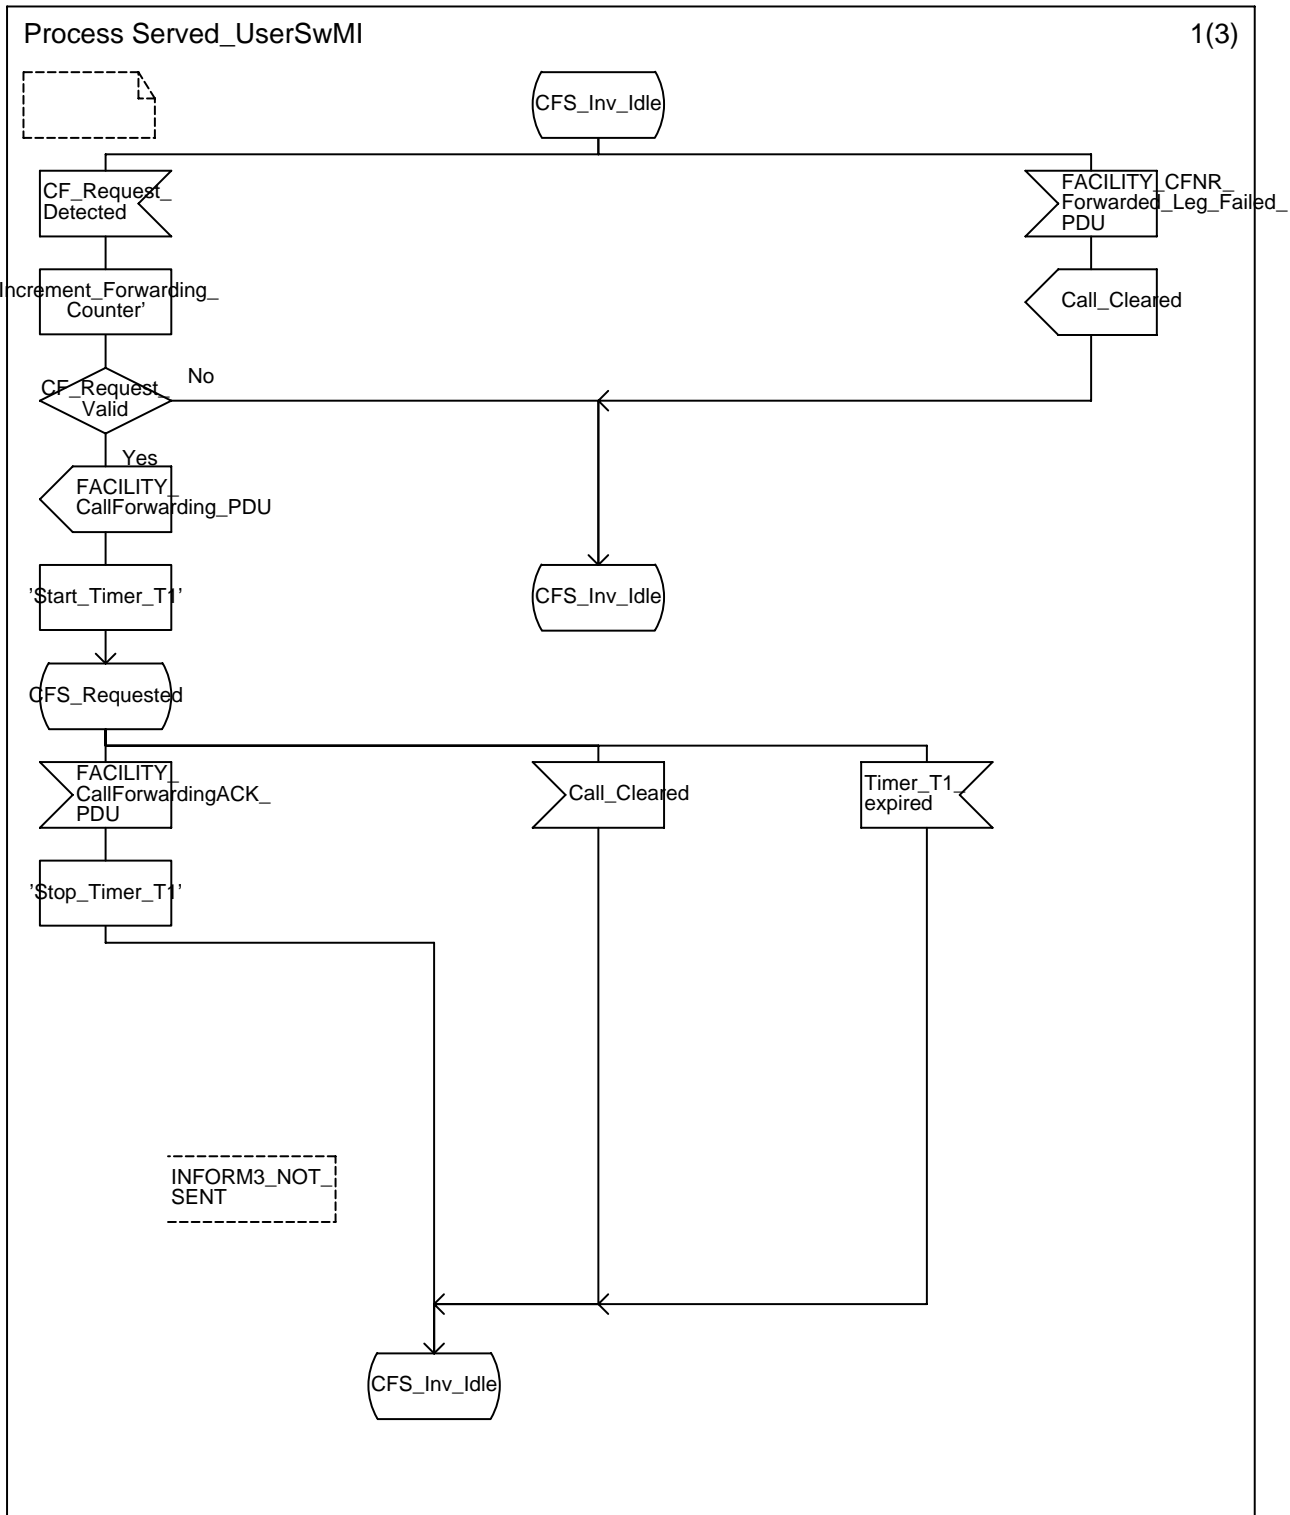 Process Served_UserSwMI
1(3)
CFS_Inv_Idle
CF_Request_
Detected
FACILITY_CFNR_
Forwarded_Leg_Failed_
PDU
Increment_Forwarding_
Counter’
Call_Cleared
CF_Request_
Valid
No
Yes
FACILITY_
CallForwarding_PDU
’Start_Timer_T1’
CFS_Inv_Idle
CFS_Requested
FACILITY_
CallForwardingACK_
PDU
Call_Cleared
Timer_T1_
expired
’Stop_Timer_T1’
INFORM3_NOT_
SENT
CFS_Inv_Idle